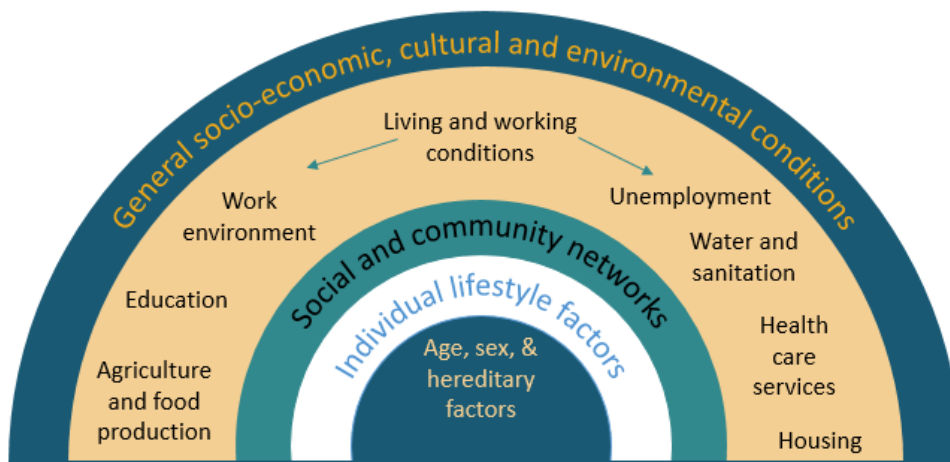 General socio-economic, cultural and environmental conditions
Living and working
conditions
Work
environment
Unemployment
Water and
sanitation
Education
Health
care
services
Agriculture
and food
production
Housing
Social and community networks
Individual lifestyle factors
Age, sex, &
hereditary
factors